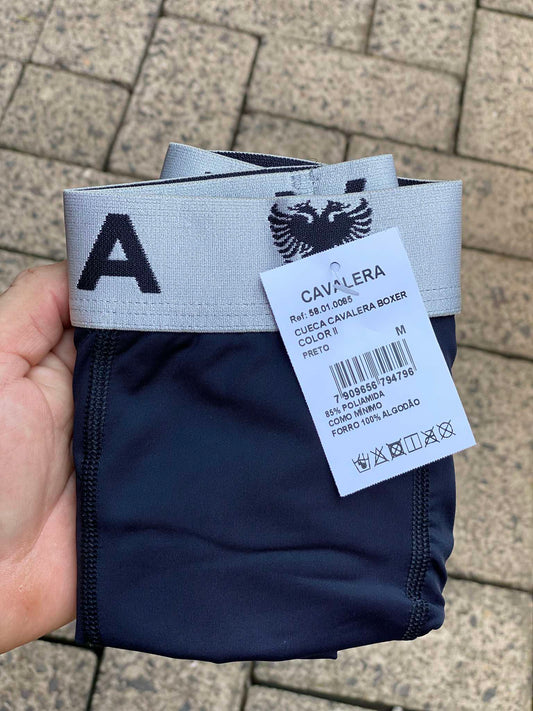 A
CAVALERA
Ref: 58.01.0085
CUECA CAVALERA BOXER
COLOR II
PRETO
M
7 909656 794796
85% POLIAMIDA
COMO MÍNIMO
FORRO 100% ALGODÃO